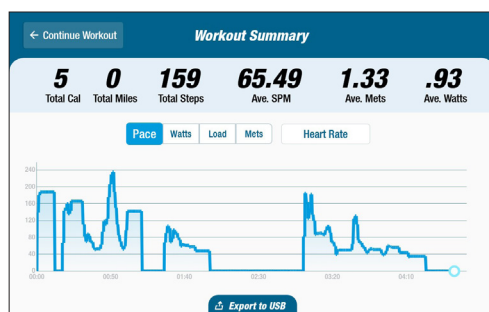 ← Continue Workout
Workout Summary
5 0 159 65.49 1.33 .93
Total Cal Total Miles Total Steps Ave. SPM Ave. Mets Ave. Watts
Pace Watts Load Mets Heart Rate
240
200
160
120
80
40
0
00:00 00:50 01:40 02:30 03:20 04:10
Export to USB